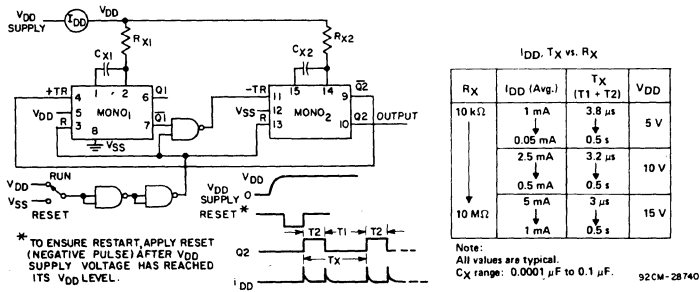 VDD SUPPLY
VDD
IDD
RX1
CX1
RX2
CX2
+TR
4
1
2
6
Q1
VDD
5
MONO1
7
Q1
R
3
8
VSS
-TR
11
15
14
9
Q2
VSS
12
MONO2
R
13
10
Q2
OUTPUT
VDD
RUN
VSS
RESET
VDD
VDD
SUPPLY
0
RESET*
T2
T1
T2
Q2
TX
iDD
* TO ENSURE RESTART, APPLY RESET
(NEGATIVE PULSE) AFTER VDD
SUPPLY VOLTAGE HAS REACHED
ITS VDD LEVEL.
IDD, TX vs. RX
RX IDD (Avg.) TX (T1 + T2) VDD
10 kΩ 1 mA 3.8 µs 5 V
0.05 mA 0.5 s
2.5 mA 3.2 µs 10 V
0.5 mA 0.5 s
5 mA 3 µs 15 V
10 MΩ 1 mA 0.5 s
Note:
All values are typical.
CX range: 0.0001 µF to 0.1 µF.
92CM-28740